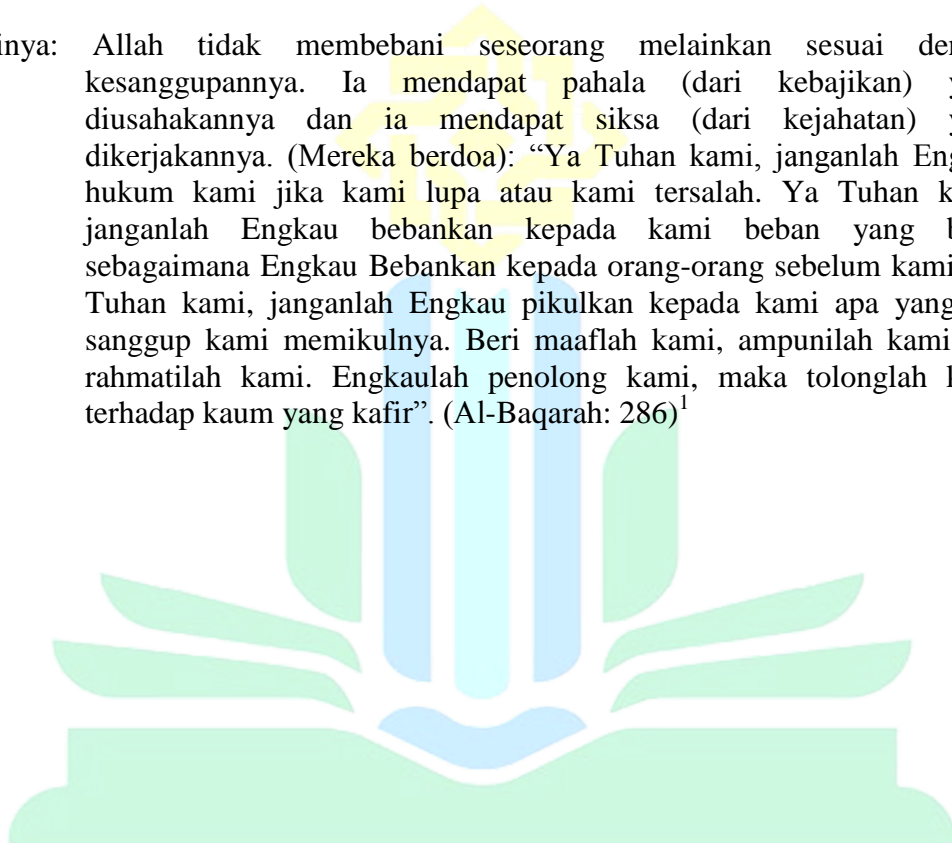 inya: Allah tidak membebani seseorang melainkan sesuai den
kesanggupannya. Ia mendapat pahala (dari kebajikan) y
diusahakannya dan ia mendapat siksa (dari kejahatan) y
dikerjakannya. (Mereka berdoa): “Ya Tuhan kami, janganlah Eng
hukum kami jika kami lupa atau kami tersalah. Ya Tuhan k
janganlah Engkau bebankan kepada kami beban yang b
sebagaimana Engkau Bebankan kepada orang-orang sebelum kami
Tuhan kami, janganlah Engkau pikulkan kepada kami apa yang
sanggup kami memikulnya. Beri maaflah kami, ampunilah kami
rahmatilah kami. Engkaulah penolong kami, maka tolonglah k
terhadap kaum yang kafir”. (Al-Baqarah: 286)1